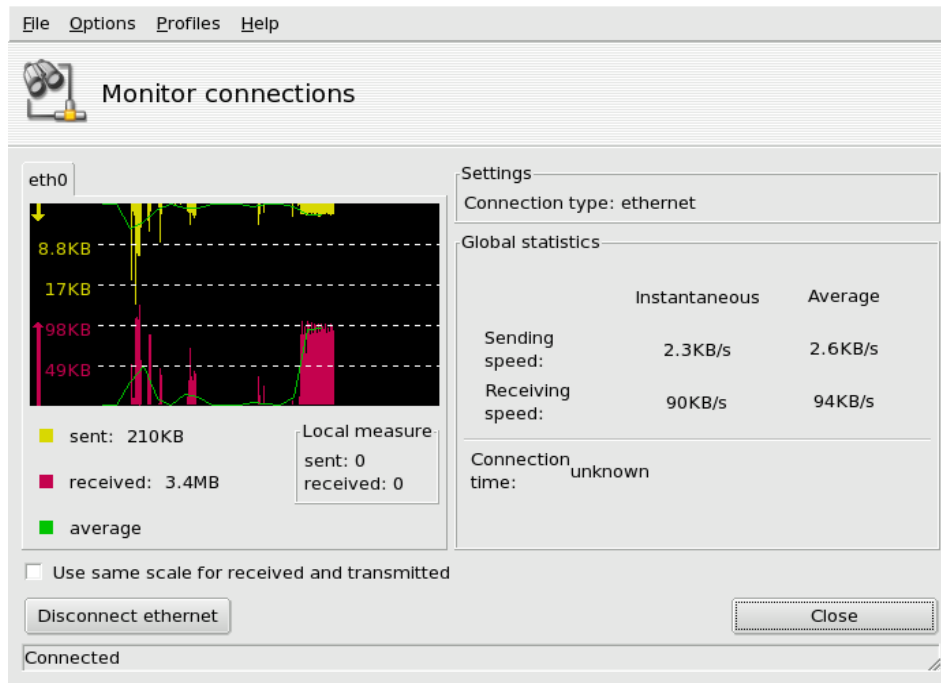 File Options Profiles Help
Monitor connections
eth0
8.8KB
17KB
98KB
49KB
sent: 210KB
received: 3.4MB
average
Local measure
sent: 0
received: 0
Settings
Connection type: ethernet
Global statistics
Instantaneous Average
Sending speed: 2.3KB/s 2.6KB/s
Receiving speed: 90KB/s 94KB/s
Connection time: unknown
Use same scale for received and transmitted
Disconnect ethernet
Close
Connected